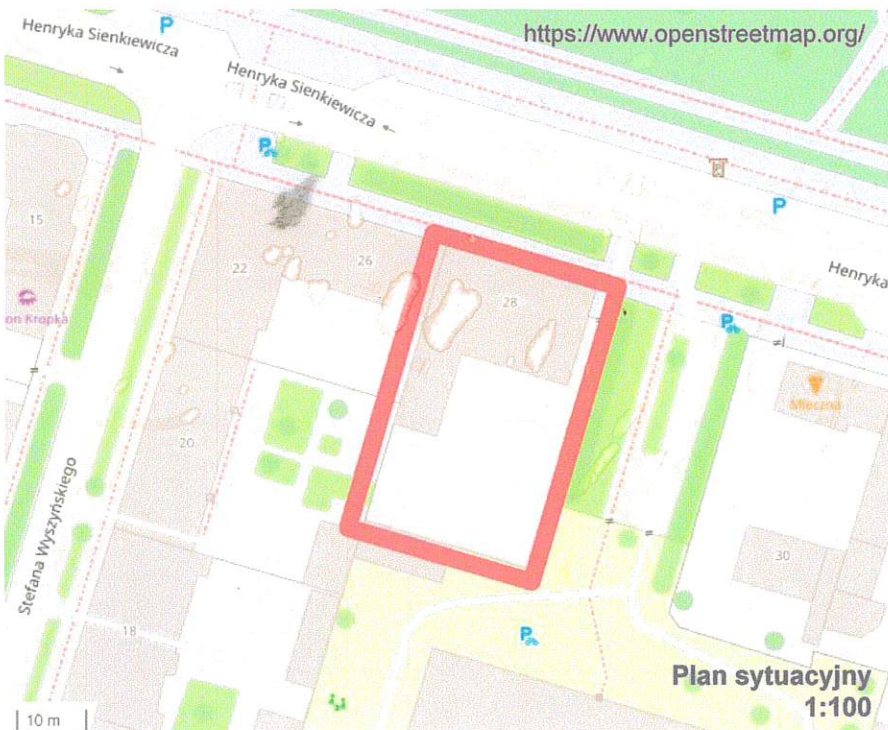 https://www.openstreetmap.org/
P
Henryka Sienkiewicza
Henryka Sienkiewicza
P
P
15
22
26
28
Henryka
on Kropka
P
Mleczna
20
Stefana Wyszyńskiego
30
18
P
Plan sytuacyjny
1:100
10 m